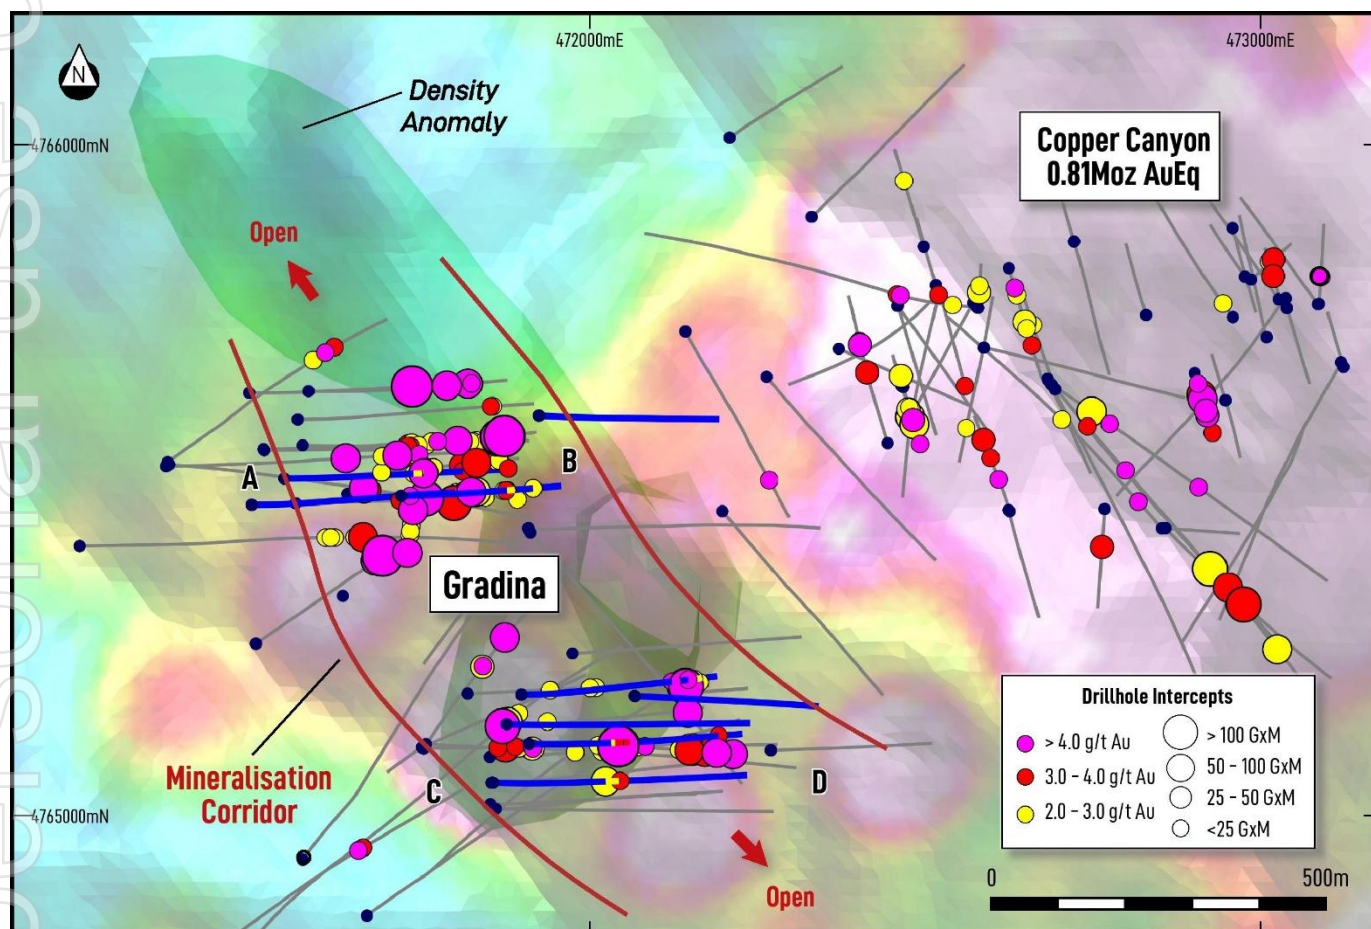 472000mE
473000mE
N
Density
Anomaly
4766000mN
Copper Canyon
0.81Moz AuEq
Open
A
B
Gradina
Mineralisation
Corridor
C
D
4765000mN
Open
Drillhole Intercepts
> 4.0 g/t Au
3.0 - 4.0 g/t Au
2.0 - 3.0 g/t Au
> 100 GxM
50 - 100 GxM
25 - 50 GxM
<25 GxM
0
500m